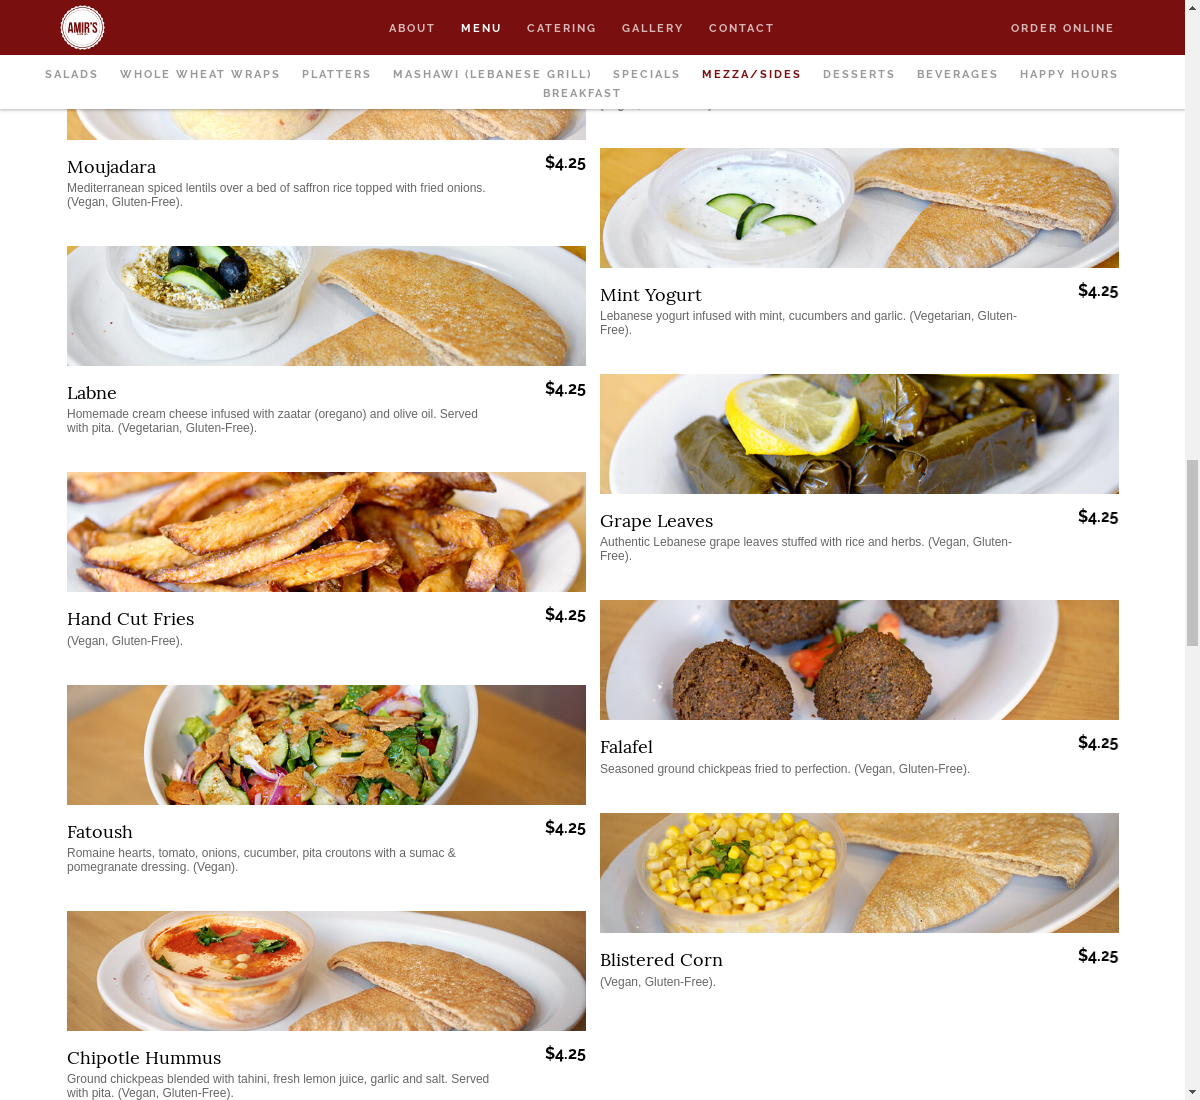 AMIR'S
ABOUT
MENU
CATERING
GALLERY
CONTACT
ORDER ONLINE
SALADS
WHOLE WHEAT WRAPS
PLATTERS
MASHAWI (LEBANESE GRILL)
SPECIALS
MEZZA/SIDES
DESSERTS
BEVERAGES
HAPPY HOURS
BREAKFAST
Moujadara
$4.25
Mediterranean spiced lentils over a bed of saffron rice topped with fried onions.
(Vegan, Gluten-Free).
Labne
$4.25
Homemade cream cheese infused with zaatar (oregano) and olive oil. Served
with pita. (Vegetarian, Gluten-Free).
Hand Cut Fries
$4.25
(Vegan, Gluten-Free).
Fatoush
$4.25
Romaine hearts, tomato, onions, cucumber, pita croutons with a sumac &
pomegranate dressing. (Vegan).
Chipotle Hummus
$4.25
Ground chickpeas blended with tahini, fresh lemon juice, garlic and salt. Served
with pita. (Vegan, Gluten-Free).
Mint Yogurt
$4.25
Lebanese yogurt infused with mint, cucumbers and garlic. (Vegetarian, Gluten-
Free).
Grape Leaves
$4.25
Authentic Lebanese grape leaves stuffed with rice and herbs. (Vegan, Gluten-
Free).
Falafel
$4.25
Seasoned ground chickpeas fried to perfection. (Vegan, Gluten-Free).
Blistered Corn
$4.25
(Vegan, Gluten-Free).